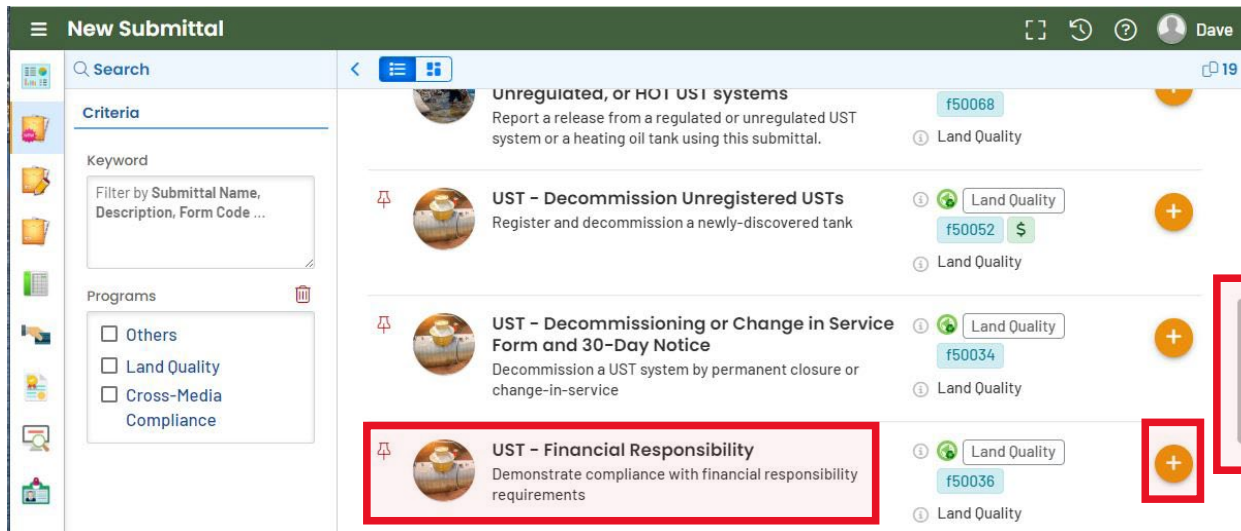 New Submittal
Dave
Search
19
Criteria
Keyword
Filter by Submittal Name,
Description, Form Code ...
Programs
Others
Land Quality
Cross-Media
Compliance
Unregulated, or HOT UST systems
Report a release from a regulated or unregulated UST
system or a heating oil tank using this submittal.
f50068
Land Quality
UST - Decommission Unregistered USTs
Register and decommission a newly-discovered tank
Land Quality
f50052 $
Land Quality
UST - Decommissioning or Change in Service
Form and 30-Day Notice
Decommission a UST system by permanent closure or
change-in-service
Land Quality
f50034
Land Quality
UST - Financial Responsibility
Demonstrate compliance with financial responsibility
requirements
Land Quality
f50036
Land Quality